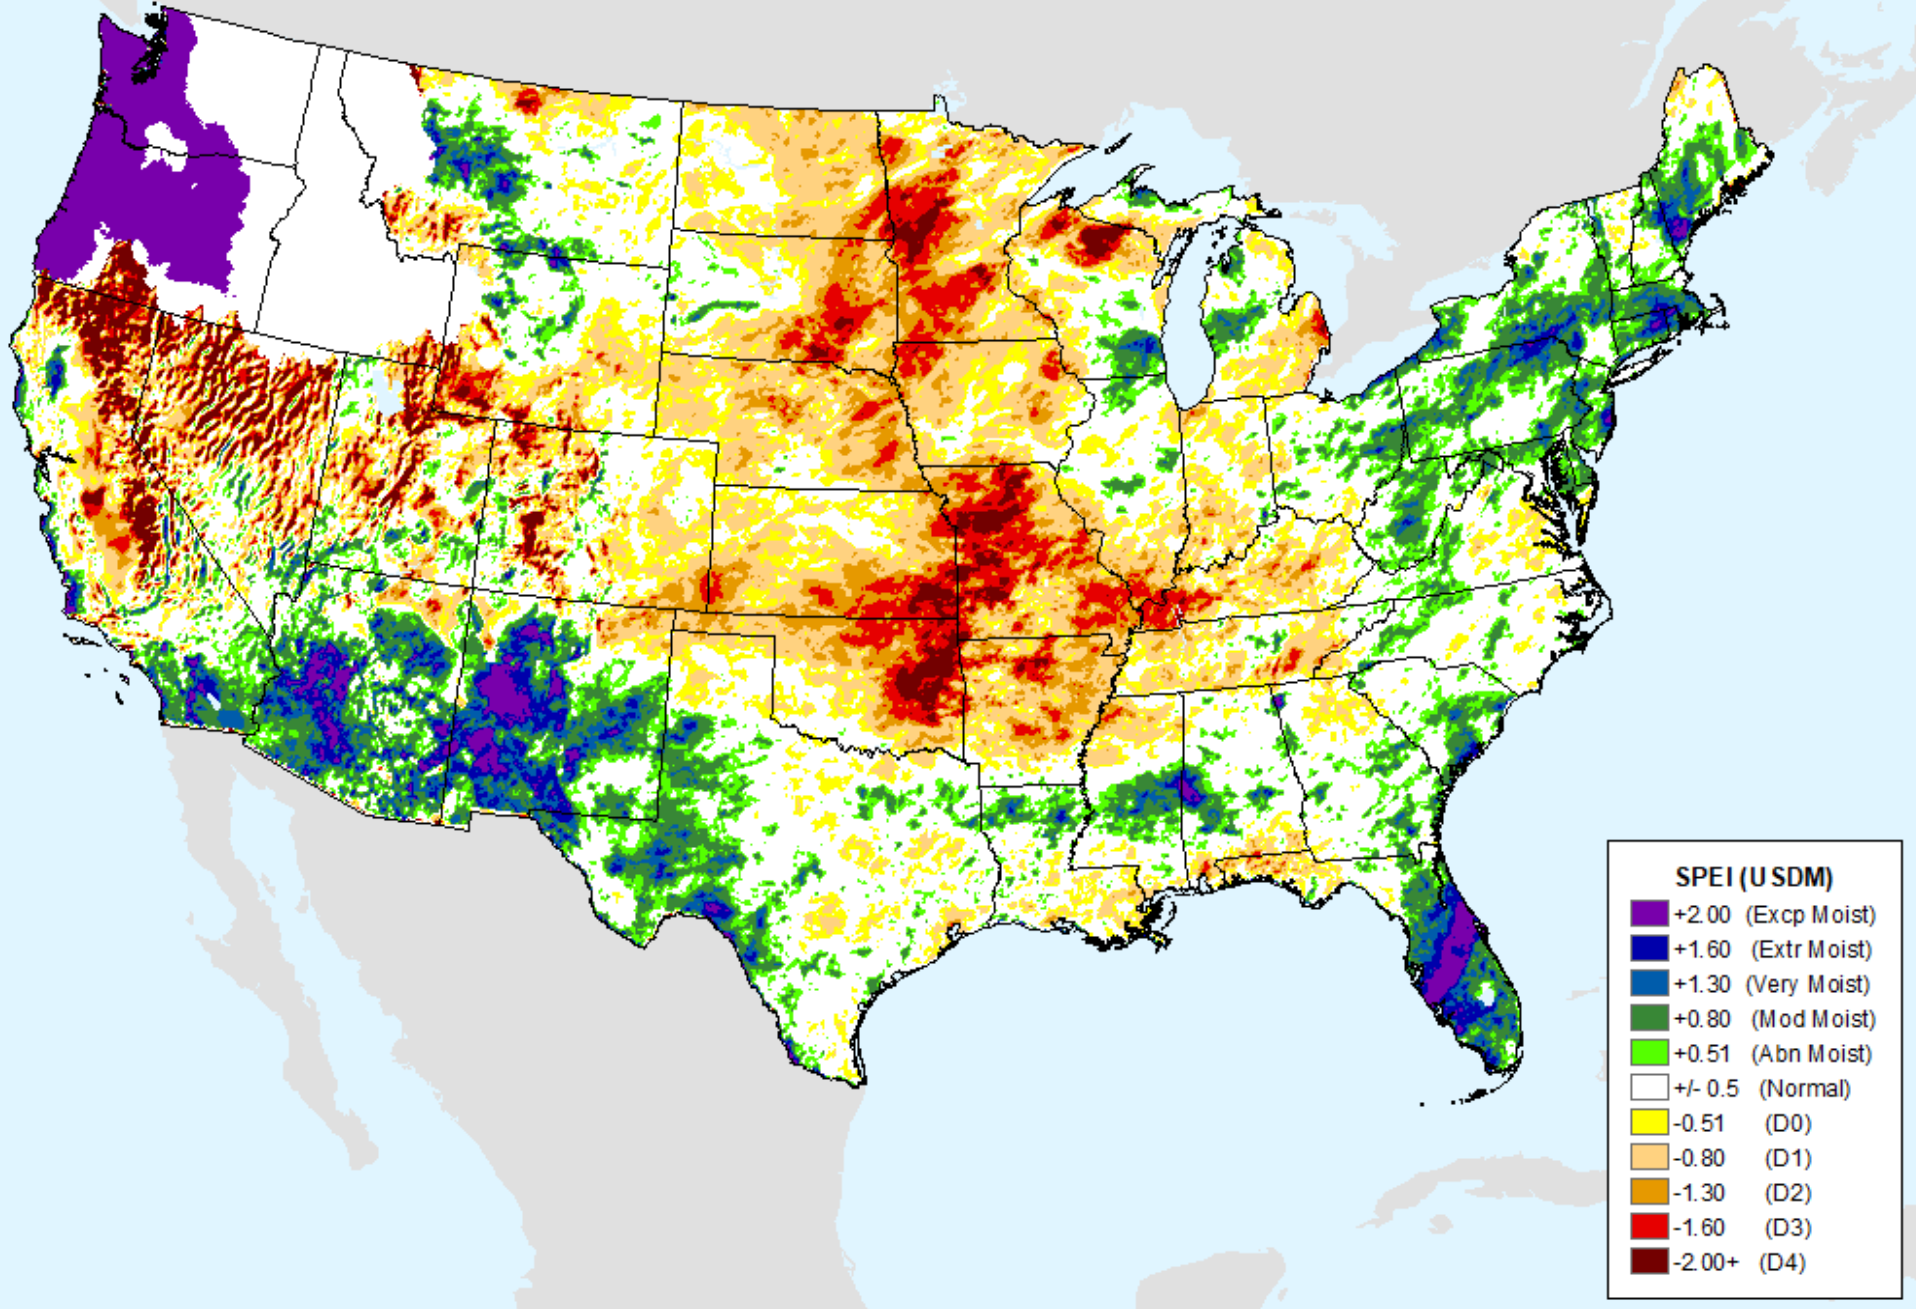 SPEI (USDM)
+2.00 (Excp Moist)
+1.60 (Extr Moist)
+1.30 (Very Moist)
+0.80 (Mod Moist)
+0.51 (Abn Moist)
+/- 0.5 (Normal)
-0.51 (D0)
-0.80 (D1)
-1.30 (D2)
-1.60 (D3)
-2.00+ (D4)